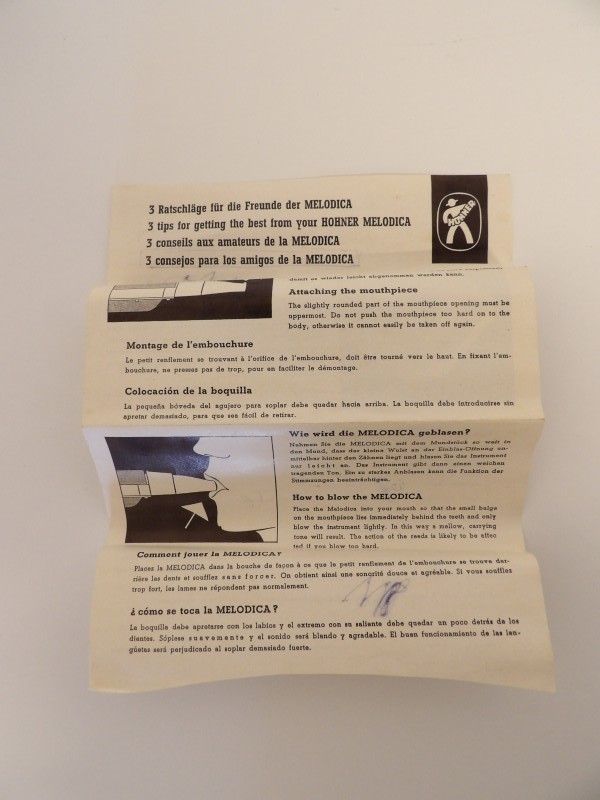 3 Ratschläge für die Freunde der MELODICA
3 tips for getting the best from your HOHNER MELODICA
3 conseils aux amateurs de la MELODICA
3 consejos para los amigos de la MELODICA
HOHNER
damit es wieder leicht abgenommen werden kann.
Attaching the mouthpiece
The slightly rounded part of the mouthpiece opening must be
uppermost. Do not push the mouthpiece too hard on to the
body, otherwise it cannot easily be taken off again.
Montage de l'embouchure
Le petit renflement se trouvant à l'orifice de l'embouchure, doit être tourné vers le haut. En fixant l'em-
bouchure, ne pressez pas de trop, pour en faciliter le démontage.
Colocación de la boquilla
La pequeña bóveda del agujero para soplar debe quedar hacia arriba. La boquilla debe introducirse sin
apretar demasiado, para que sea fácil de retirar.
Wie wird die MELODICA geblasen?
Nehmen Sie die MELODICA mit dem Mundstück so weit in
den Mund, dass der kleine Wulst an der Einblas-Öffnung un-
mittelbar hinter den Zähnen liegt und blasen Sie das Instrument
nur leicht an. Das Instrument gibt dann einen weichen
tragenden Ton. Ein zu starkes Anblasen kann die Funktion der
Stimmzungen beeinträchtigen.
How to blow the MELODICA
Place the Melodica into your mouth so that the small bulge
on the mouthpiece lies immediately behind the teeth and only
blow the instrument lightly. In this way a mellow, carrying
tone will result. The action of the reeds is likely to be effec
ted if you blow too hard.
Comment jouer la MELODICA?
Placez la MELODICA dans la bouche de façon à ce que le petit renflement de l'embouchure se trouve der-
rière les dents et soufflez sans forcer. On obtient ainsi une sonorité douce et agréable. Si vous soufflez
trop fort, les lames ne répondent pas normalement.
¿cómo se toca la MELODICA?
La boquilla debe apretarse con los labios y el extremo con su saliente debe quedar un poco detrás de los
dientes. Sóplese suavemente y el sonido será blando y agradable. El buen funcionamiento de las len-
güetas será perjudicado al soplar demasiado fuerte.